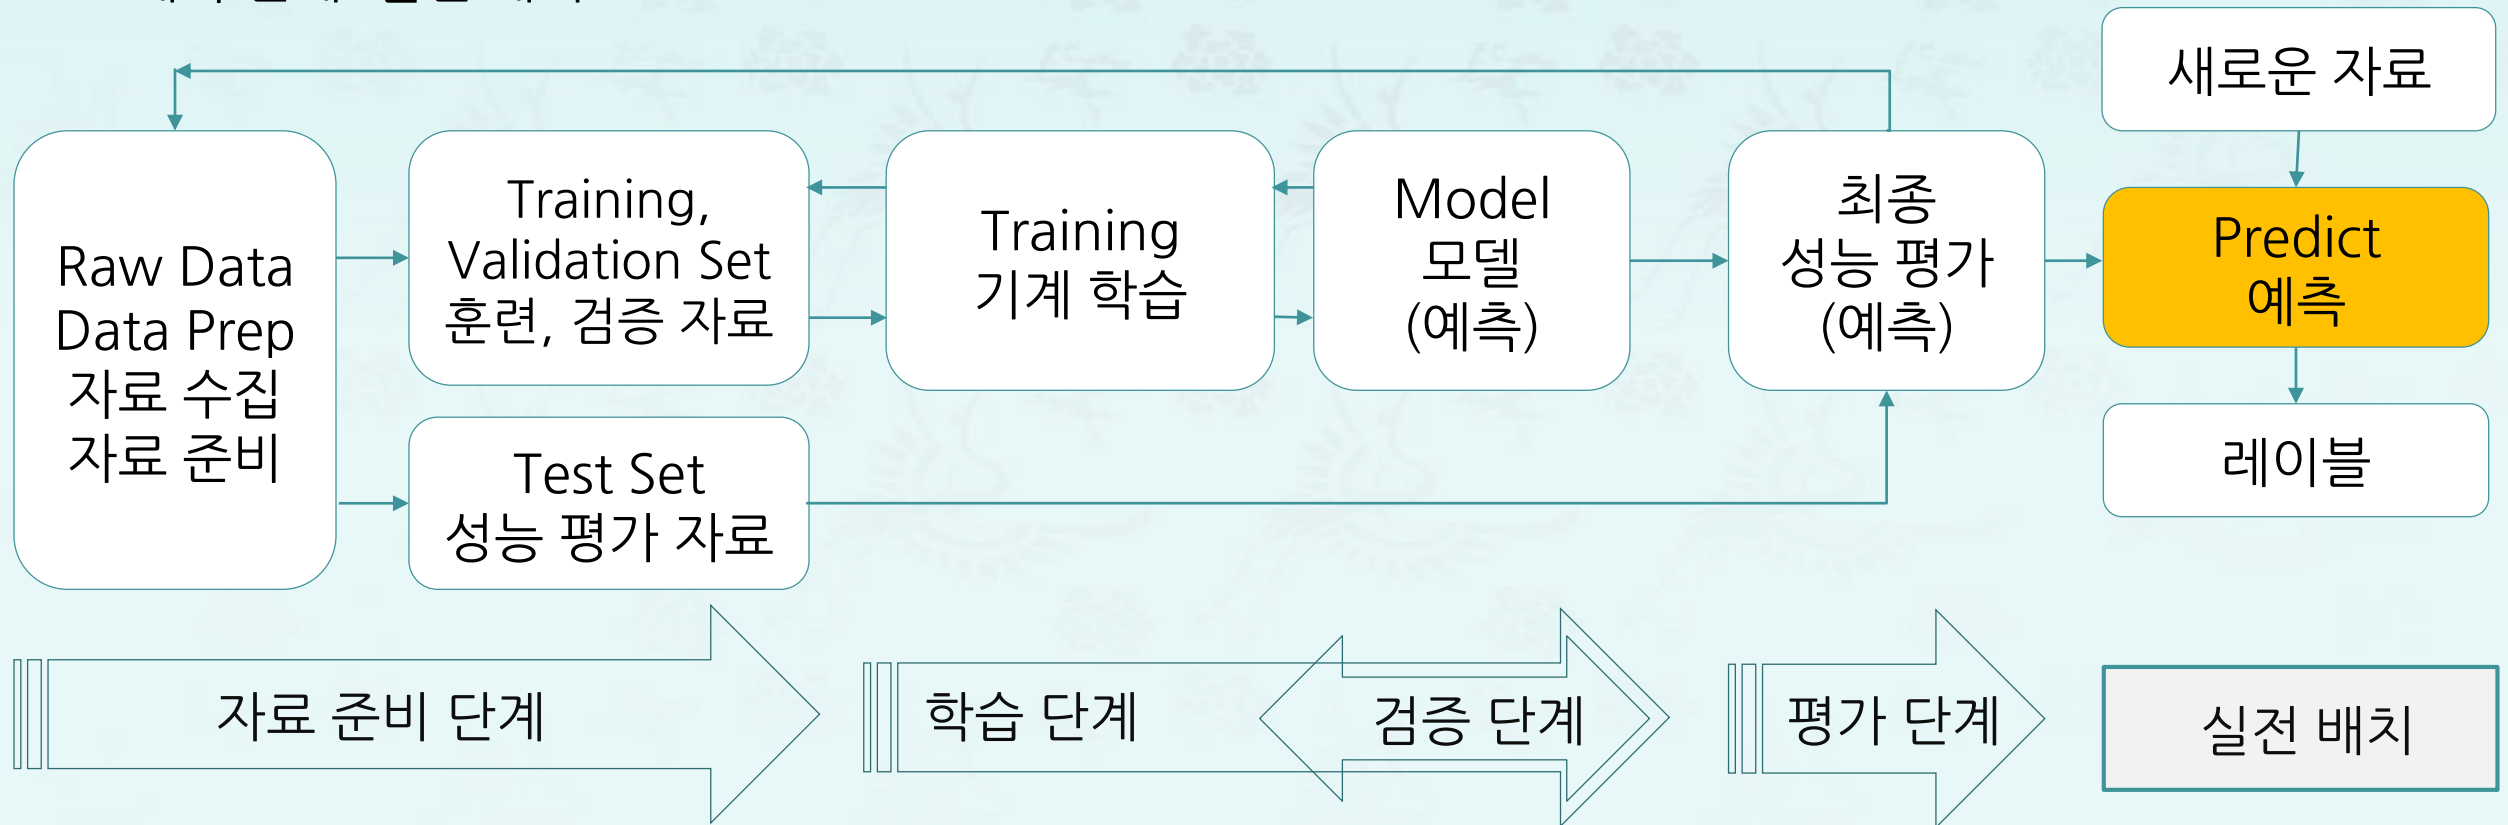 새로운 자료
Raw Data
Data Prep
자료 수집
자료 준비
Training,
Validation Set
훈련, 검증 자료
Test Set
성능 평가 자료
Training
기계 학습
Model
모델
(예측)
최종
성능 평가
(예측)
Predict
예측
레이블
자료 준비 단계
학습 단계
검증 단계
평가 단계
실전 배치